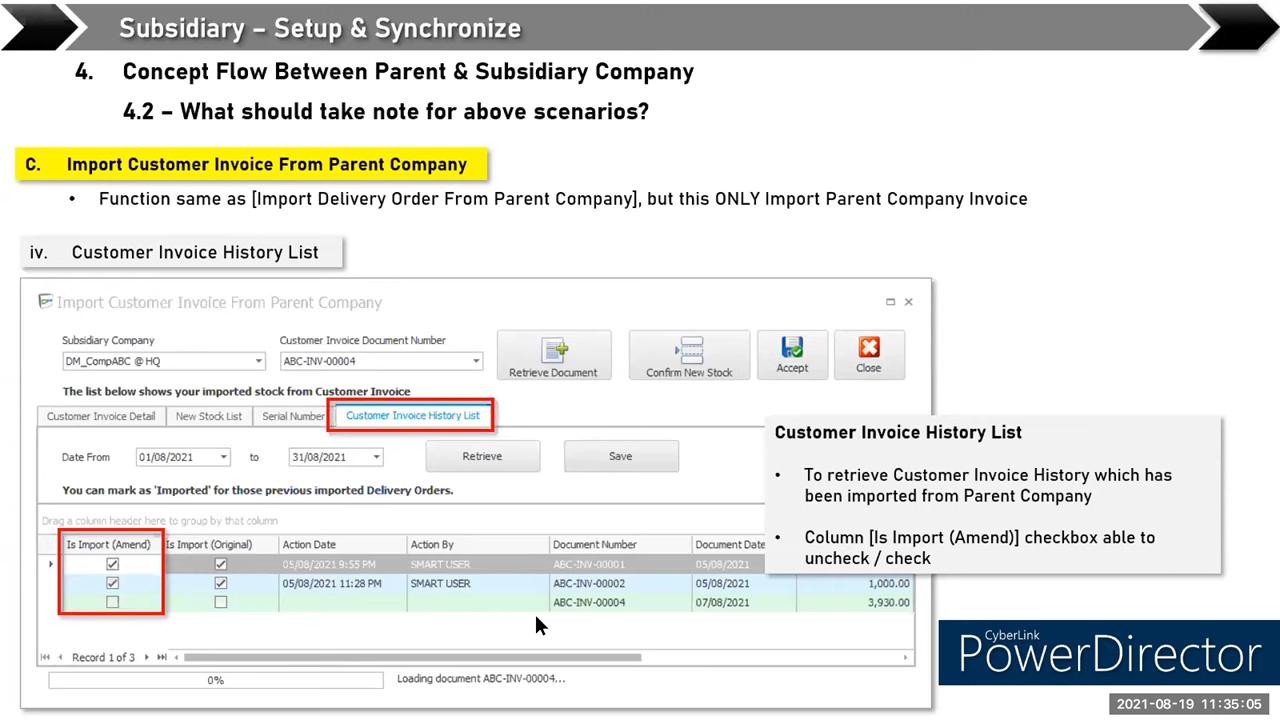 Subsidiary – Setup & Synchronize
4. Concept Flow Between Parent & Subsidiary Company
4.2 – What should take note for above scenarios?
C. Import Customer Invoice From Parent Company
• Function same as [Import Delivery Order From Parent Company], but this ONLY Import Parent Company Invoice
iv. Customer Invoice History List
Import Customer Invoice From Parent Company
Subsidiary Company
Customer Invoice Document Number
DM_CompABC @ HQ
ABC-INV-00004
Retrieve Document
Confirm New Stock
Accept
Close
The list below shows your imported stock from Customer Invoice
Customer Invoice Detail
New Stock List
Serial Number
Customer Invoice History List
Date From 01/08/2021 to 31/08/2021
Retrieve
Save
You can mark as 'Imported' for those previous imported Delivery Orders.
Drag a column header here to group by that column
Is Import (Amend) Is Import (Original) Action Date Action By Document Number Document Date
05/08/2021 9:55 PM SMART USER ABC-INV-00001 05/08/2021
05/08/2021 11:28 PM SMART USER ABC-INV-00002 05/08/2021 1,000.00
ABC-INV-00004 07/08/2021 3,930.00
Record 1 of 3
0%
Loading document ABC-INV-00004...
Customer Invoice History List
• To retrieve Customer Invoice History which has
been imported from Parent Company
• Column [Is Import (Amend)] checkbox able to
uncheck / check
CyberLink
PowerDirector
2021-08-19 11:35:05